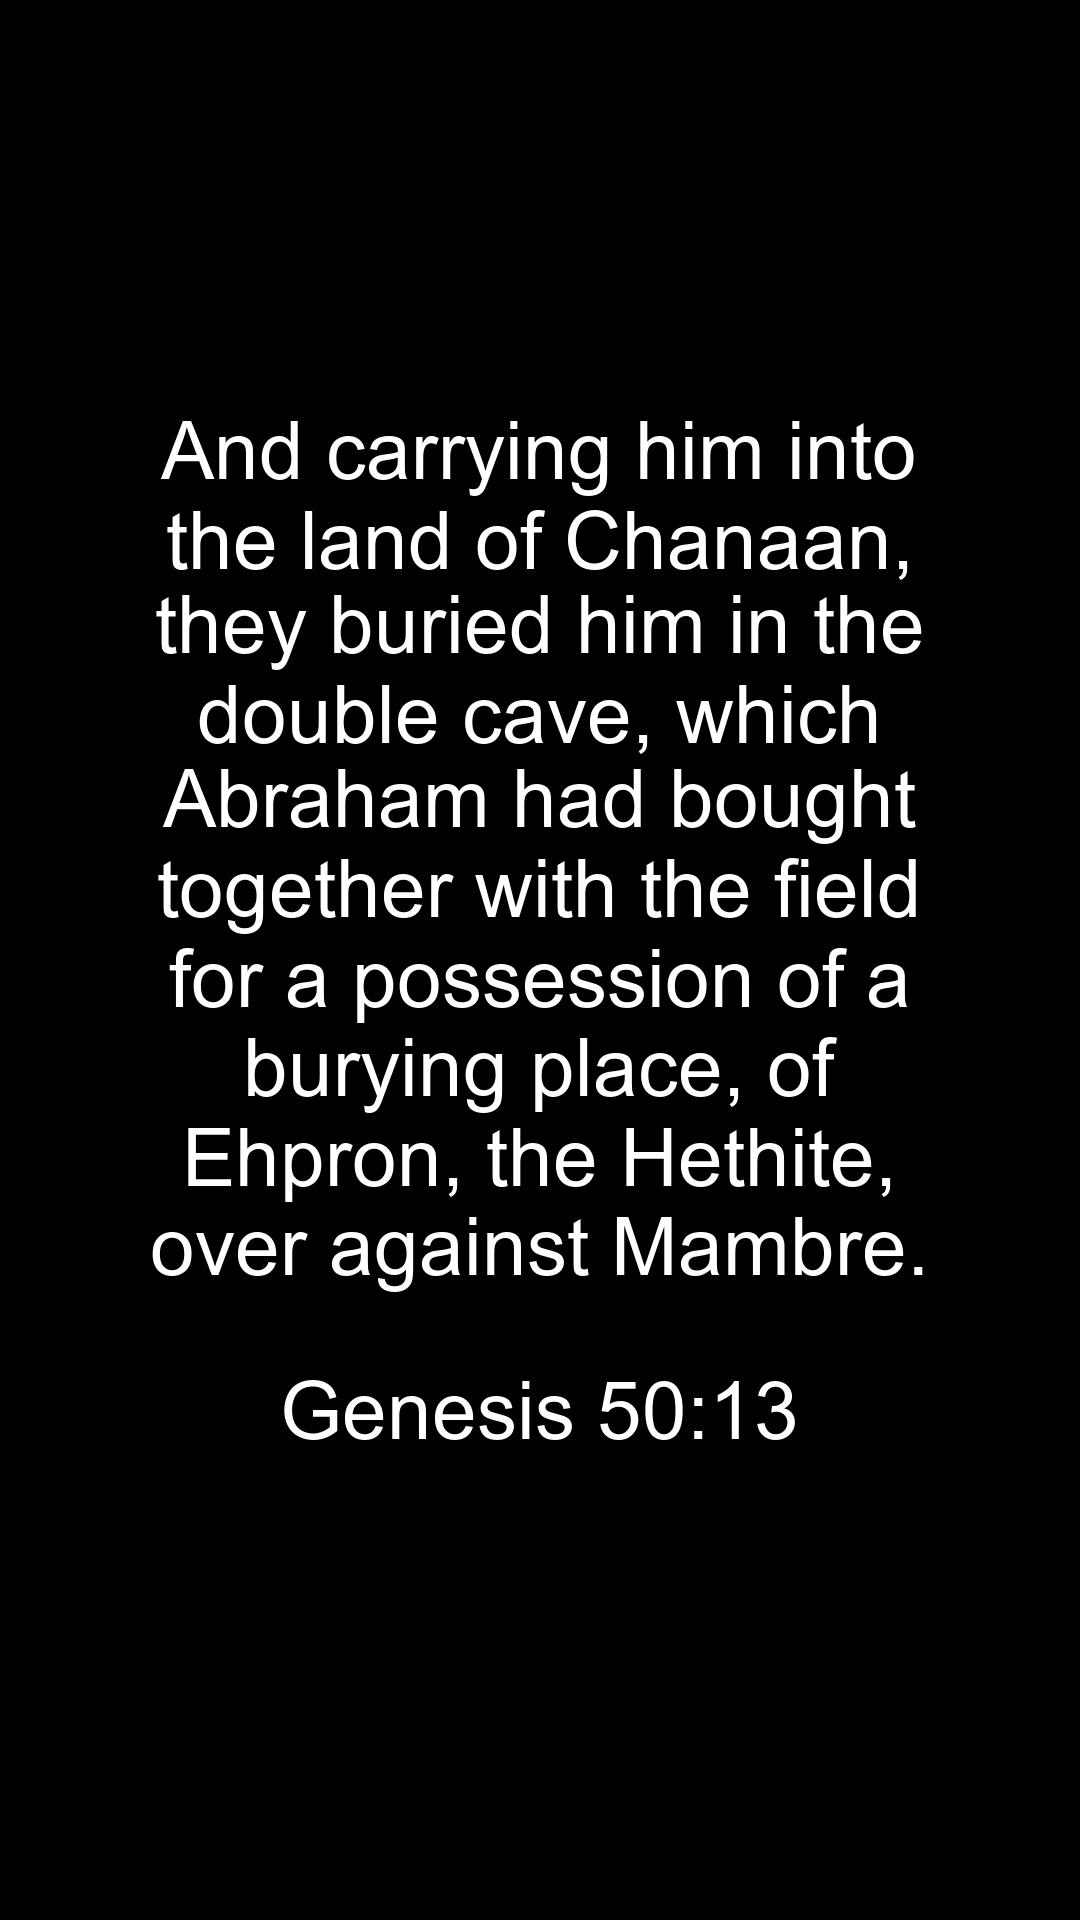 And carrying him into
the land of Chanaan,
they buried him in the
double cave, which
Abraham had bought
together with the field
for a possession of a
burying place, of
Ehpron, the Hethite,
over against Mambre.
Genesis 50:13